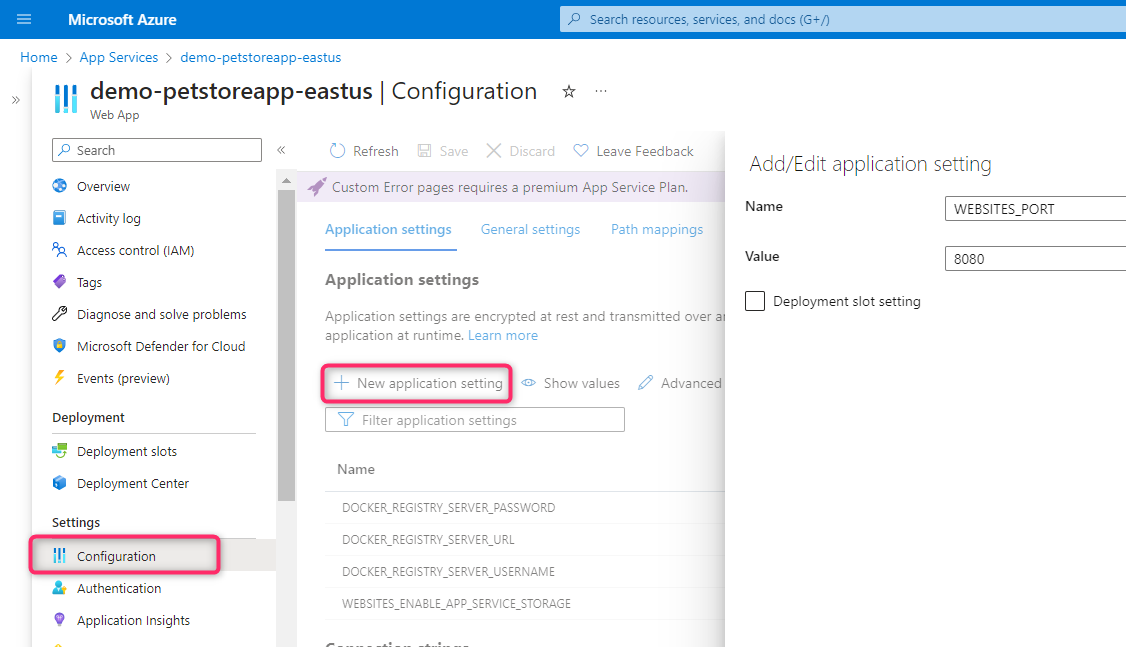 Microsoft Azure
Search resources, services, and docs (G+/)
Home > App Services > demo-petstoreapp-eastus
demo-petstoreapp-eastus | Configuration
Web App
Search
Overview
Activity log
Access control (IAM)
Tags
Diagnose and solve problems
Microsoft Defender for Cloud
Events (preview)
Deployment
Deployment slots
Deployment Center
Settings
Configuration
Authentication
Application Insights
Refresh Save Discard Leave Feedback
Custom Error pages requires a premium App Service Plan.
Application settings General settings Path mappings
Application settings
Application settings are encrypted at rest and transmitted over
application at runtime. Learn more
New application setting Show values Advanced
Filter application settings
Name
DOCKER_REGISTRY_SERVER_PASSWORD
DOCKER_REGISTRY_SERVER_URL
DOCKER_REGISTRY_SERVER_USERNAME
WEBSITES_ENABLE_APP_SERVICE_STORAGE
Connection strings
Add/Edit application setting
Name WEBSITES_PORT
Value 8080
Deployment slot setting